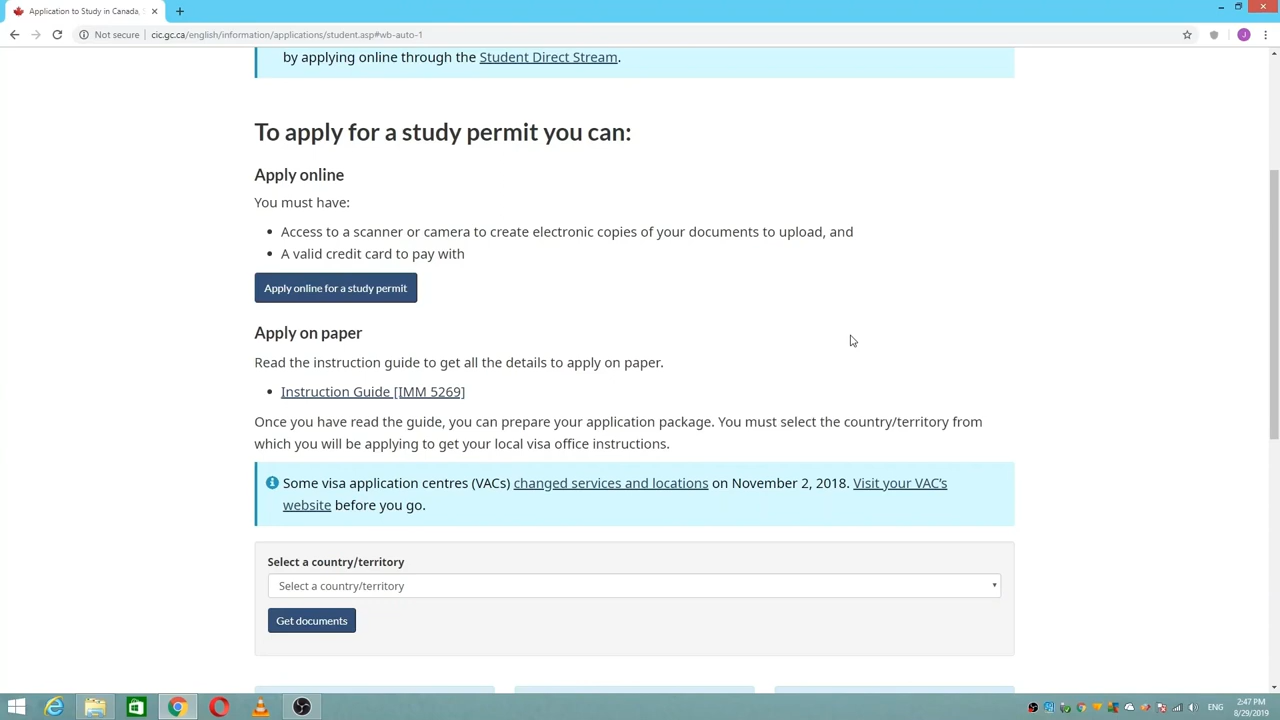 Application to Study in Canada,
Not secure
cic.gc.ca/english/information/applications/student.asp#wb-auto-1
J
by applying online through the Student Direct Stream.
To apply for a study permit you can:
Apply online
You must have:
• Access to a scanner or camera to create electronic copies of your documents to upload, and
• A valid credit card to pay with
Apply online for a study permit
Apply on paper
Read the instruction guide to get all the details to apply on paper.
• Instruction Guide [IMM 5269]
Once you have read the guide, you can prepare your application package. You must select the country/territory from
which you will be applying to get your local visa office instructions.
Some visa application centres (VACs) changed services and locations on November 2, 2018. Visit your VAC’s
website before you go.
Select a country/territory
Select a country/territory
Get documents
ENG
2:47 PM
8/29/2019